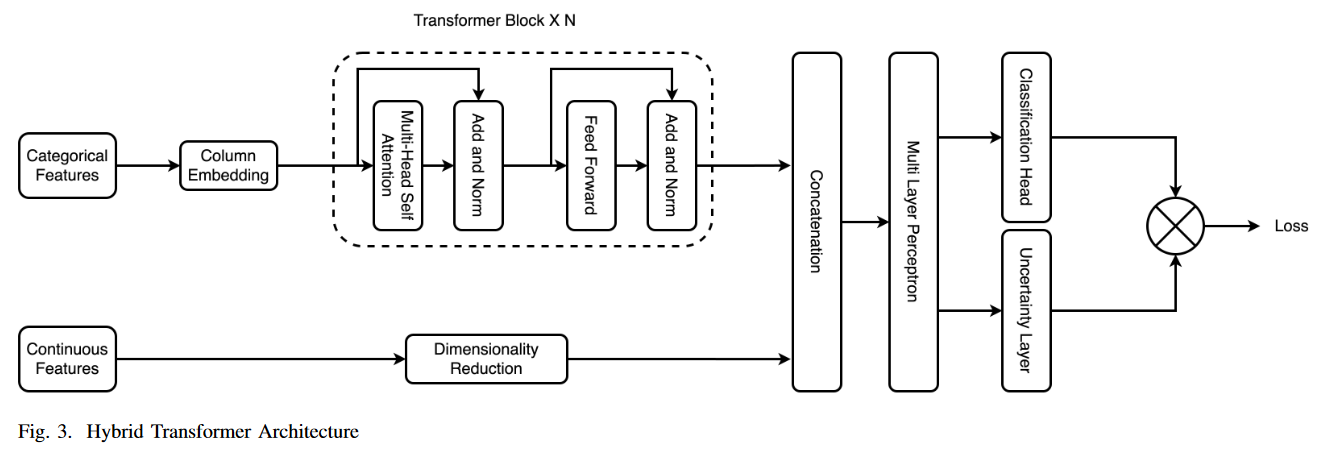 Transformer Block X N
Categorical
Features
Column
Embedding
Multi-Head Self
Attention
Add and Norm
Feed Forward
Add and Norm
Continuous
Features
Dimensionality
Reduction
Concatenation
Multi Layer Perceptron
Classification Head
Uncertainty Layer
Loss
Fig. 3. Hybrid Transformer Architecture